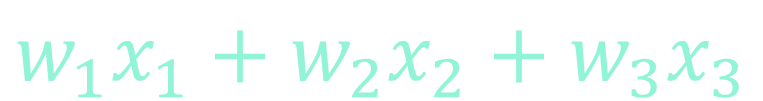 w₁x₁ + w₂x₂ + w₃x₃